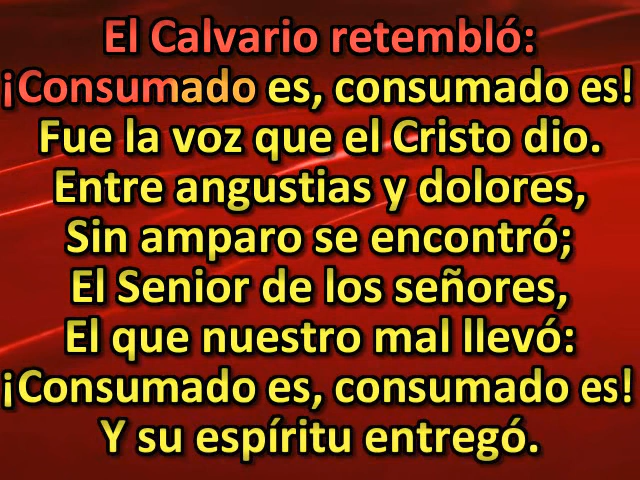 El Calvario retembló:
¡Consumado es, consumado es!
Fue la voz que el Cristo dio.
Entre angustias y dolores,
Sin amparo se encontró;
El Senior de los señores,
El que nuestro mal llevó:
¡Consumado es, consumado es!
Y su espíritu entregó.